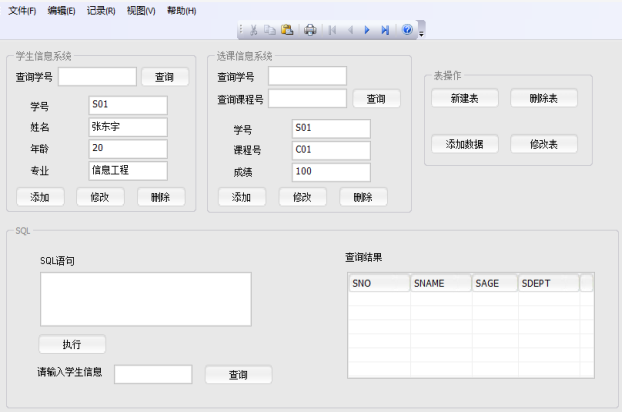 文件(F) 编辑(E) 记录(R) 视图(V) 帮助(H)
学生信息系统
查询学号 查询
学号 S01
姓名 张东宇
年龄 20
专业 信息工程
添加 修改 删除
选课信息系统
查询学号
查询课程号 查询
学号 S01
课程号 C01
成绩 100
添加 修改 删除
表操作
新建表 删除表
添加数据 修改表
SQL
SQL语句
执行
请输入学生信息 查询
查询结果
SNO SNAME SAGE SDEPT